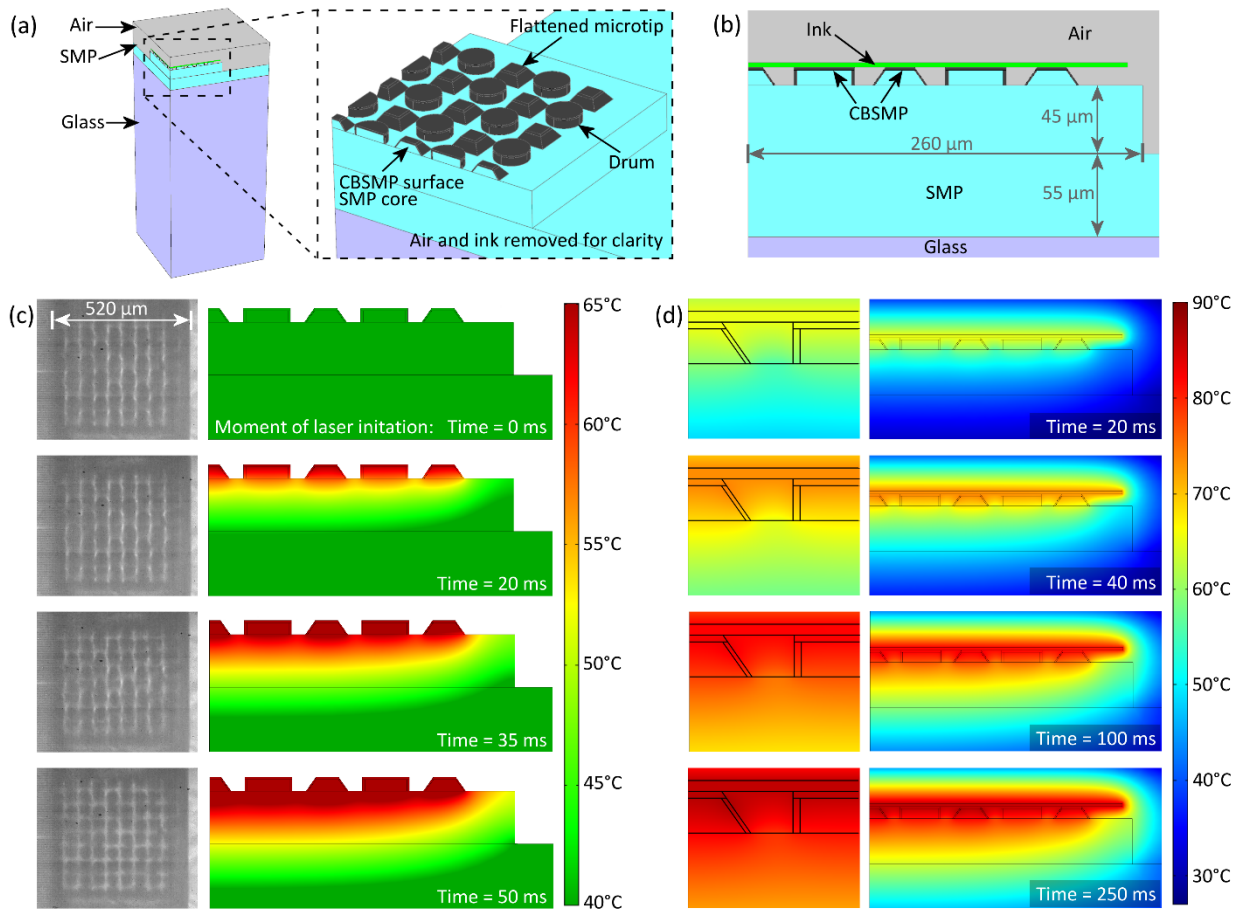 (a)
Air
SMP
Glass
Flattened microtip
Drum
CBSMP surface
SMP core
Air and ink removed for clarity
(b)
Ink
Air
CBSMP
45 µm
260 µm
SMP
55 µm
Glass
(c)
520 µm
Moment of laser initation: Time = 0 ms
Time = 20 ms
Time = 35 ms
Time = 50 ms
65°C
60°C
55°C
50°C
45°C
40°C
(d)
Time = 20 ms
Time = 40 ms
Time = 100 ms
Time = 250 ms
90°C
80°C
70°C
60°C
50°C
40°C